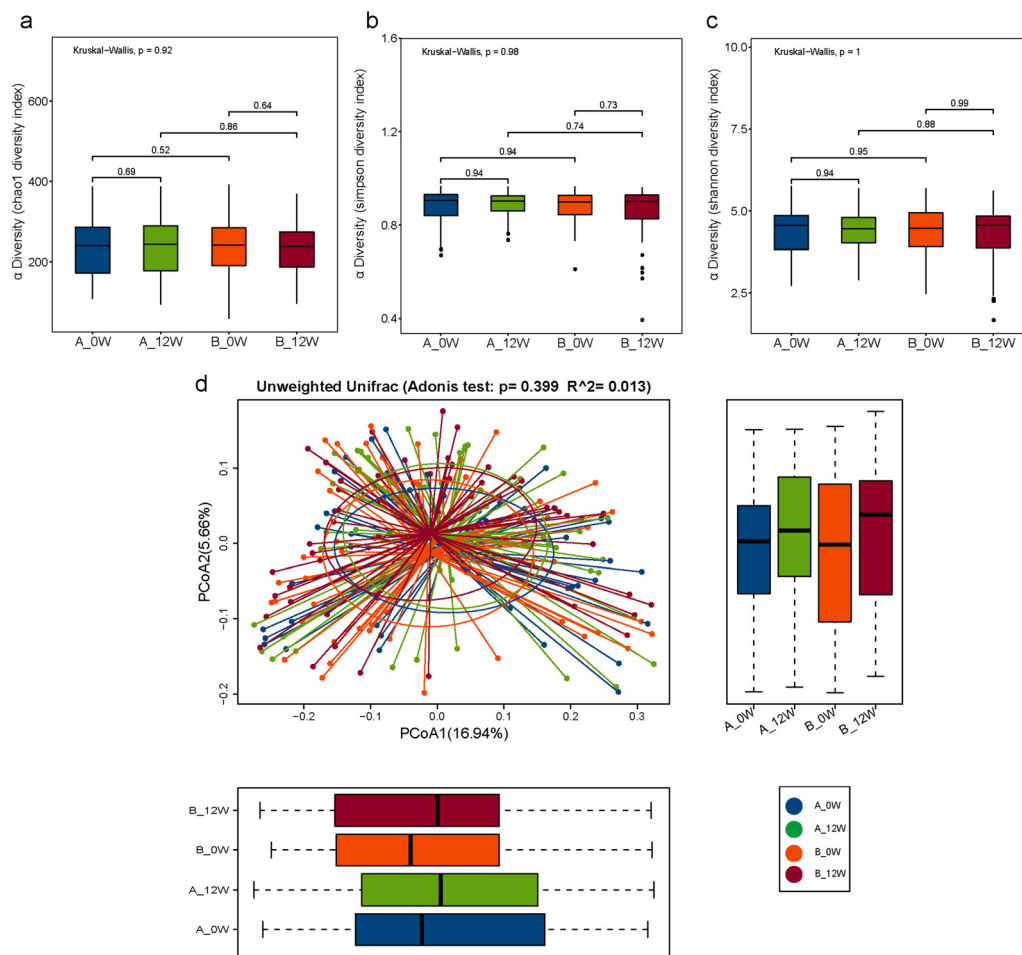 a
Kruskal-Wallis, p = 0.92
α Diversity (chao1 diversity index)
600
400
200
0.64
0.86
0.52
0.69
A_0W A_12W B_0W B_12W
b
Kruskal-Wallis, p = 0.98
α Diversity (simpson diversity index)
1.6
1.2
0.8
0.4
0.73
0.74
0.94
0.94
A_0W A_12W B_0W B_12W
c
Kruskal-Wallis, p = 1
α Diversity (shannon diversity index)
10.0
7.5
5.0
2.5
0.99
0.88
0.95
0.94
A_0W A_12W B_0W B_12W
d
Unweighted Unifrac (Adonis test: p= 0.399 R^2= 0.013)
PCoA2(5.66%)
0.1
0.0
−0.1
−0.2
−0.2 −0.1 0.0 0.1 0.2 0.3
PCoA1(16.94%)
A_0W A_12W B_0W B_12W
B_12W
B_0W
A_12W
A_0W
A_0W
A_12W
B_0W
B_12W